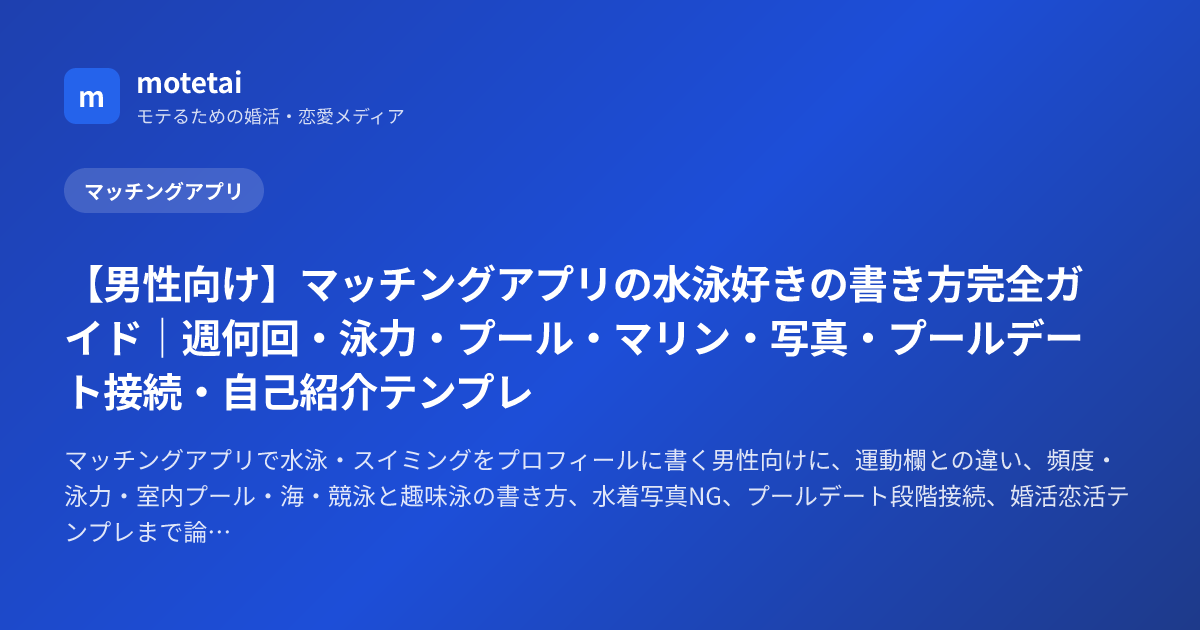 m
motetai
モテるための婚活・恋愛メディア
マッチングアプリ
【男性向け】マッチングアプリの水泳好きの書き方完全ガ
イド｜週何回・泳力・プール・マリン・写真・プールデー
ト接続・自己紹介テンプレ
マッチングアプリで水泳・スイミングをプロフィールに書く男性向けに、運動欄との違い、頻度・
泳力・室内プール・海・競泳と趣味泳の書き方、水着写真NG、プールデート段階接続、婚活恋活テ
ンプレまで論…